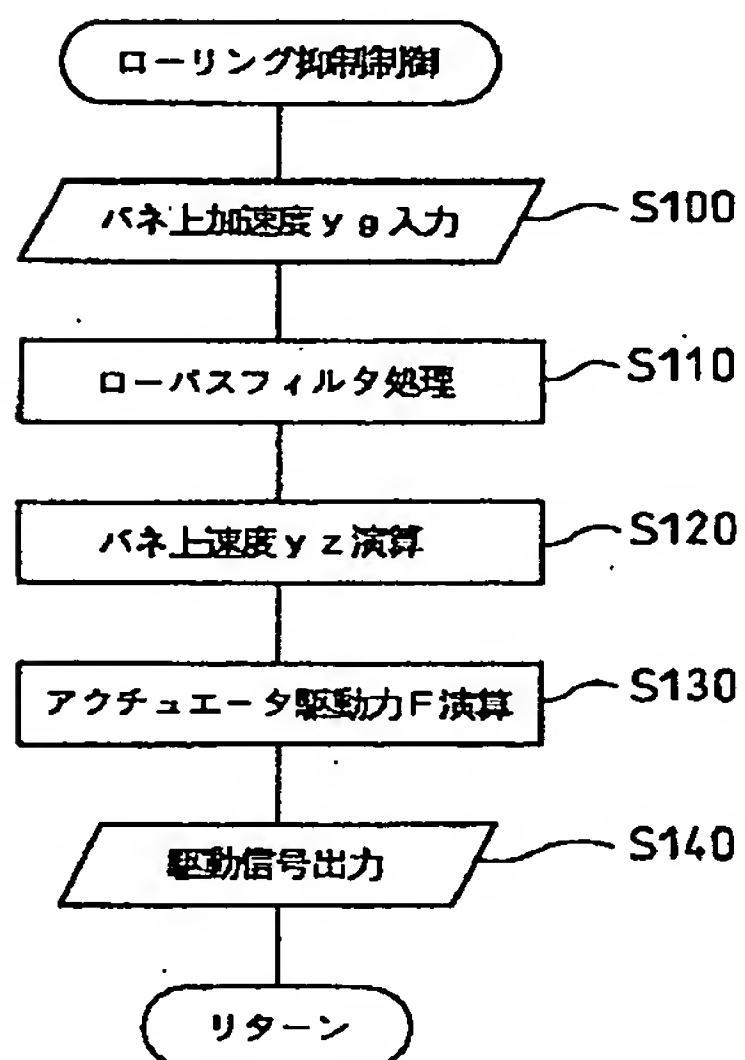 ローリング抑制制御
バネ上加速度yg入力
S100
ローパスフィルタ処理
S110
バネ上速度yz演算
S120
アクチュエータ駆動力F演算
S130
駆動信号出力
S140
リターン